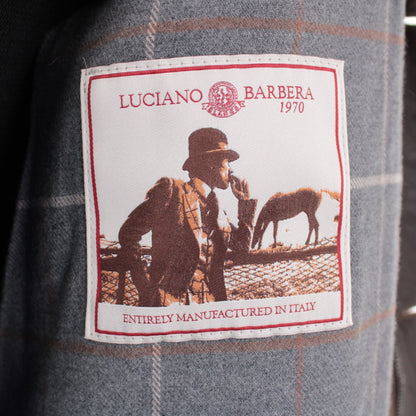 LUCIANO BARBERA
1970
ENTIRELY MANUFACTURED IN ITALY